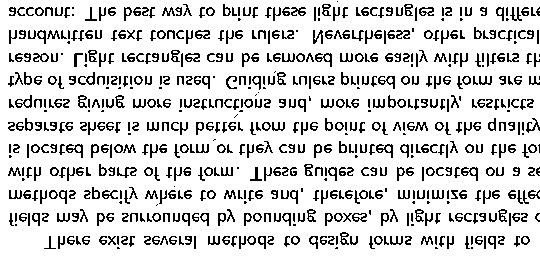 There exist several methods to design forms with fields to
fields may be surrounded by bounding boxes, by light rectangles o
methods specify where to write and, therefore, minimize the effec
with other parts of the form. These guides can be located on a se
is located below the form or they can be printed directly on the fo
separate sheet is much better from the point of view of the quality
requires giving more instructions and, more importantly, restricts
type of acquisition is used. Guiding rulers printed on the form are m
reason. Light rectangles can be removed more easily with filters th
handwritten text touches the rulers. Nevertheless, other practical
account: The best way to print these light rectangles is in a differe